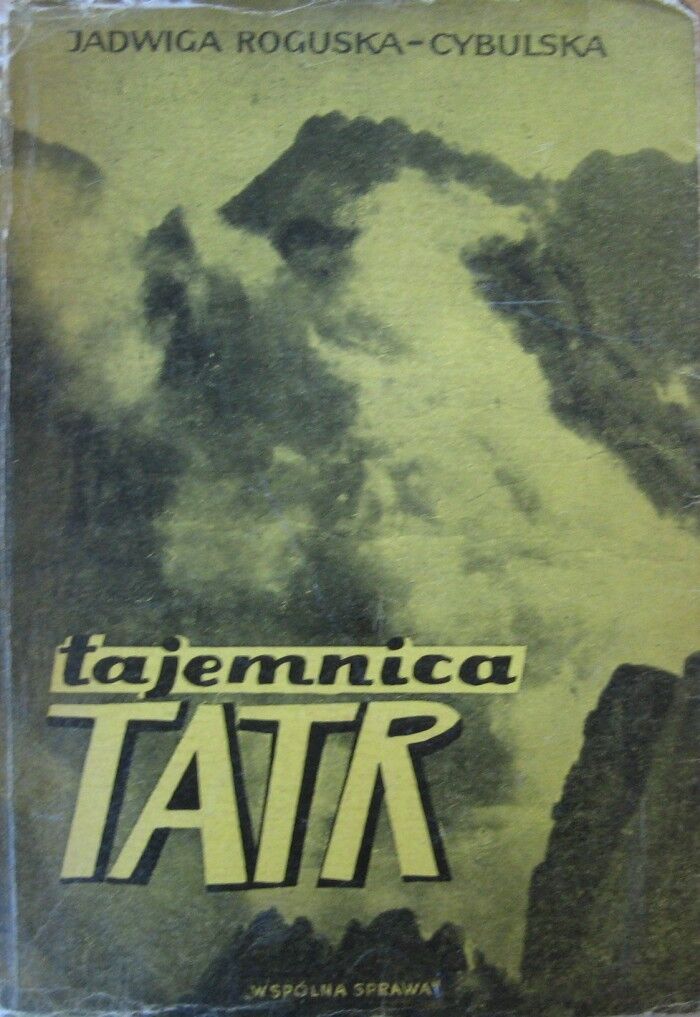 JADWIGA ROGUSKA-CYBULSKA
tajemnica
TATR
„WSPÓLNA SPRAWA”